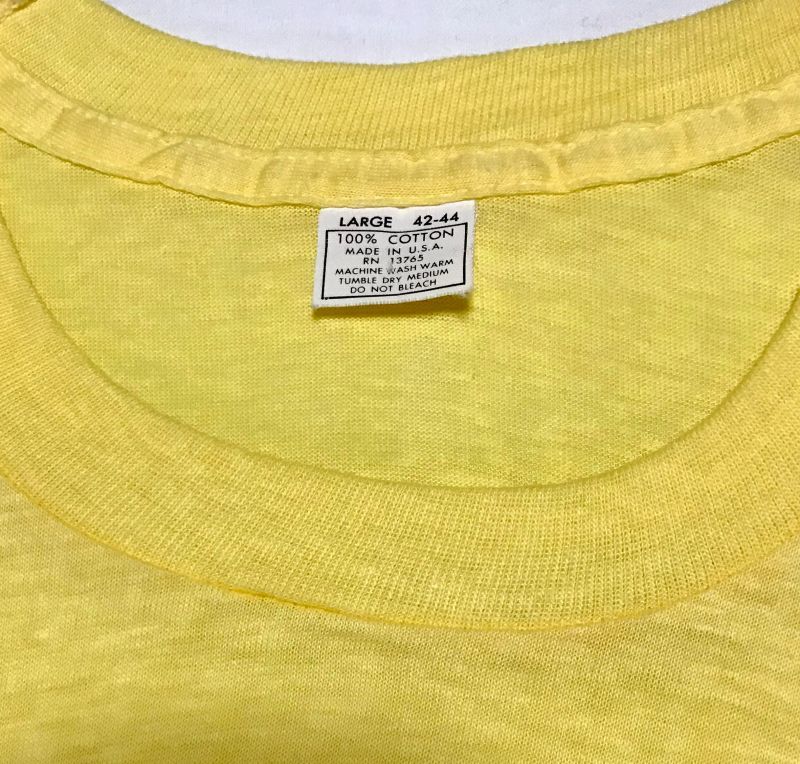 LARGE 42-44
100% COTTON
MADE IN U.S.A.
RN 13765
MACHINE WASH WARM
TUMBLE DRY MEDIUM
DO NOT BLEACH